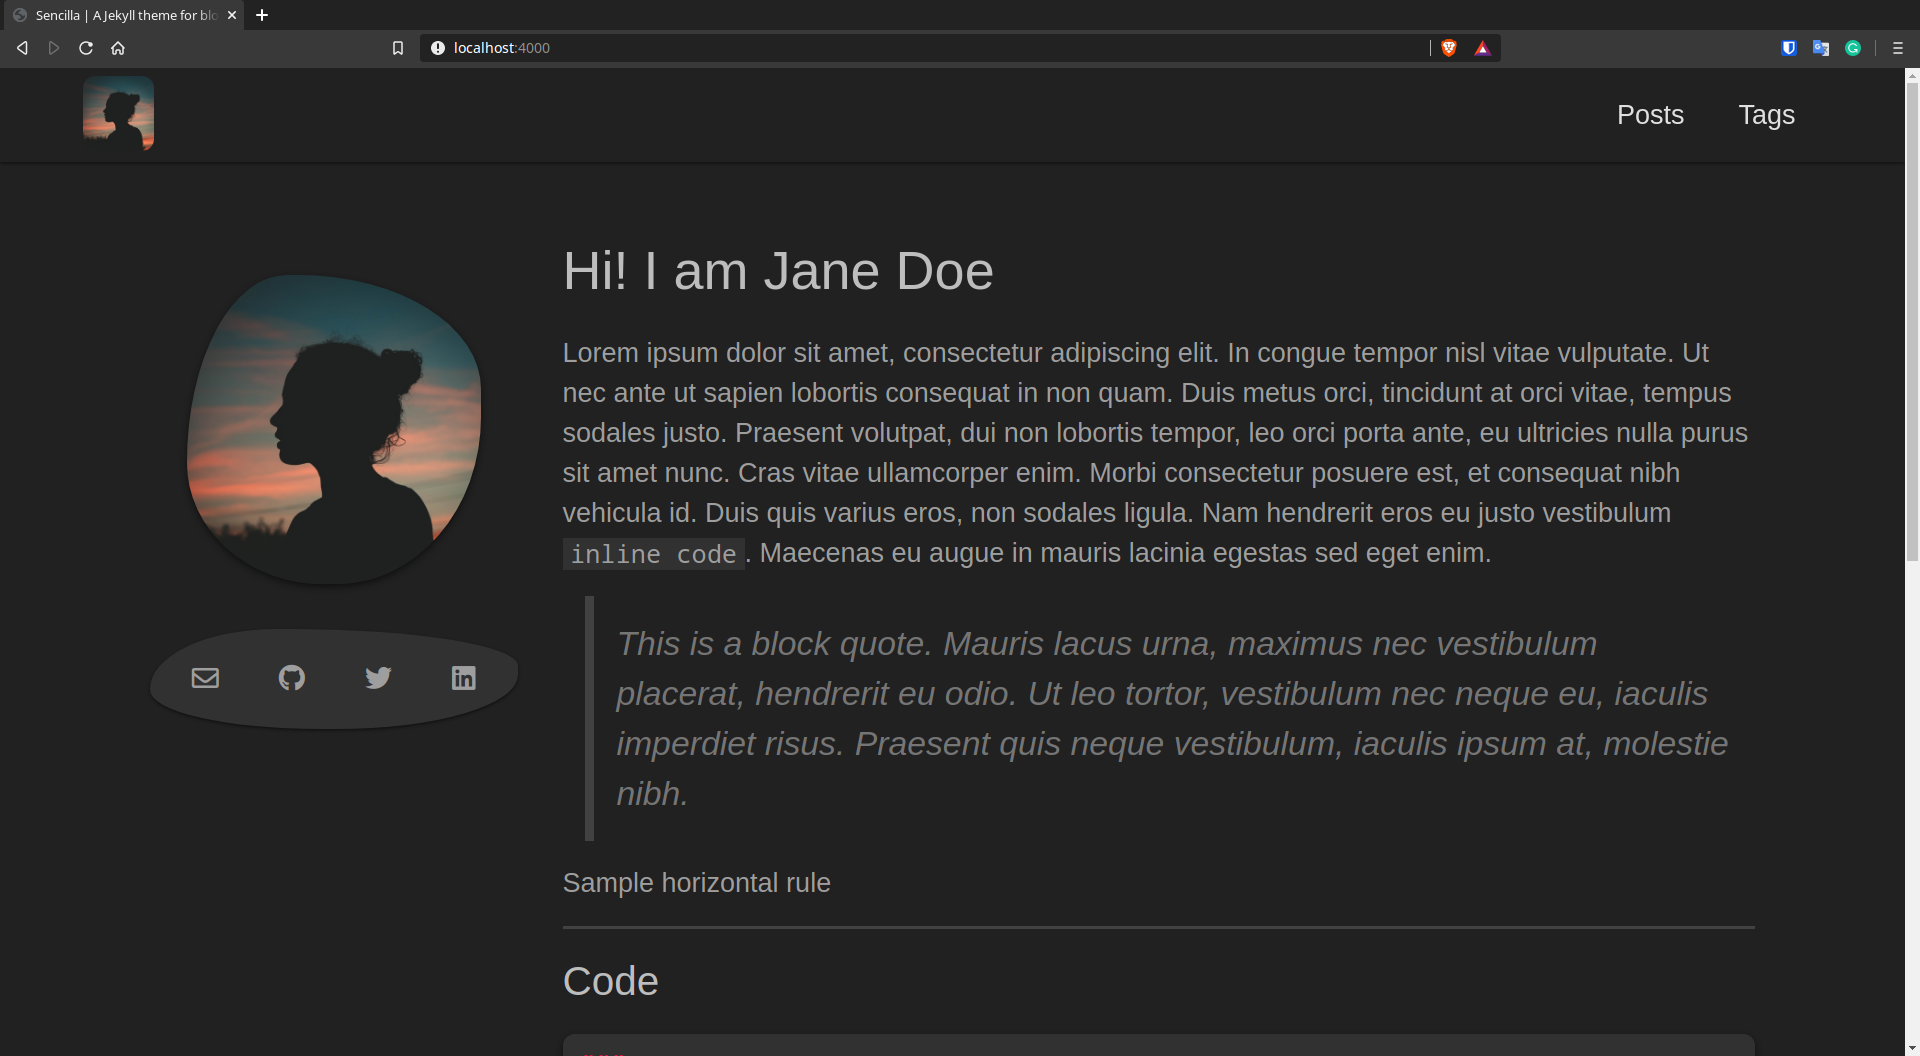 Sencilla | A Jekyll theme for blo
localhost:4000
Posts Tags
Hi! I am Jane Doe
Lorem ipsum dolor sit amet, consectetur adipiscing elit. In congue tempor nisl vitae vulputate. Ut
nec ante ut sapien lobortis consequat in non quam. Duis metus orci, tincidunt at orci vitae, tempus
sodales justo. Praesent volutpat, dui non lobortis tempor, leo orci porta ante, eu ultricies nulla purus
sit amet nunc. Cras vitae ullamcorper enim. Morbi consectetur posuere est, et consequat nibh
vehicula id. Duis quis varius eros, non sodales ligula. Nam hendrerit eros eu justo vestibulum
inline code. Maecenas eu augue in mauris lacinia egestas sed eget enim.
This is a block quote. Mauris lacus urna, maximus nec vestibulum
placerat, hendrerit eu odio. Ut leo tortor, vestibulum nec neque eu, iaculis
imperdiet risus. Praesent quis neque vestibulum, iaculis ipsum at, molestie
nibh.
Sample horizontal rule
Code